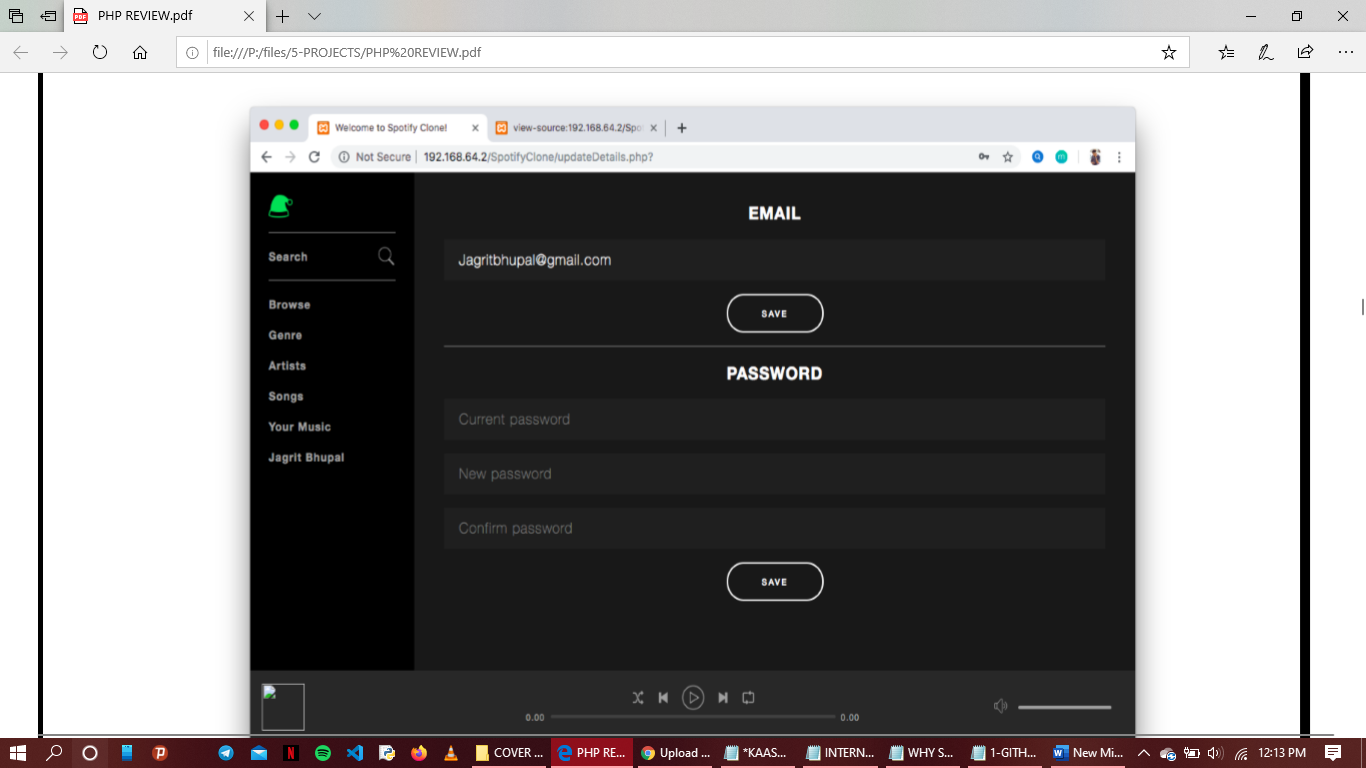 PHP REVIEW.pdf
file:///P:/files/5-PROJECTS/PHP%20REVIEW.pdf
Welcome to Spotify Clone!
view-source:192.168.64.2/Spo
Not Secure | 192.168.64.2/SpotifyClone/updateDetails.php?
Search
Browse
Genre
Artists
Songs
Your Music
Jagrit Bhupal
EMAIL
Jagritbhupal@gmail.com
SAVE
PASSWORD
Current password
New password
Confirm password
SAVE
0.00
0.00
COVER ...
PHP RE...
Upload ...
*KAAS...
INTERN...
WHY S...
1-GITH...
New Mi...
12:13 PM